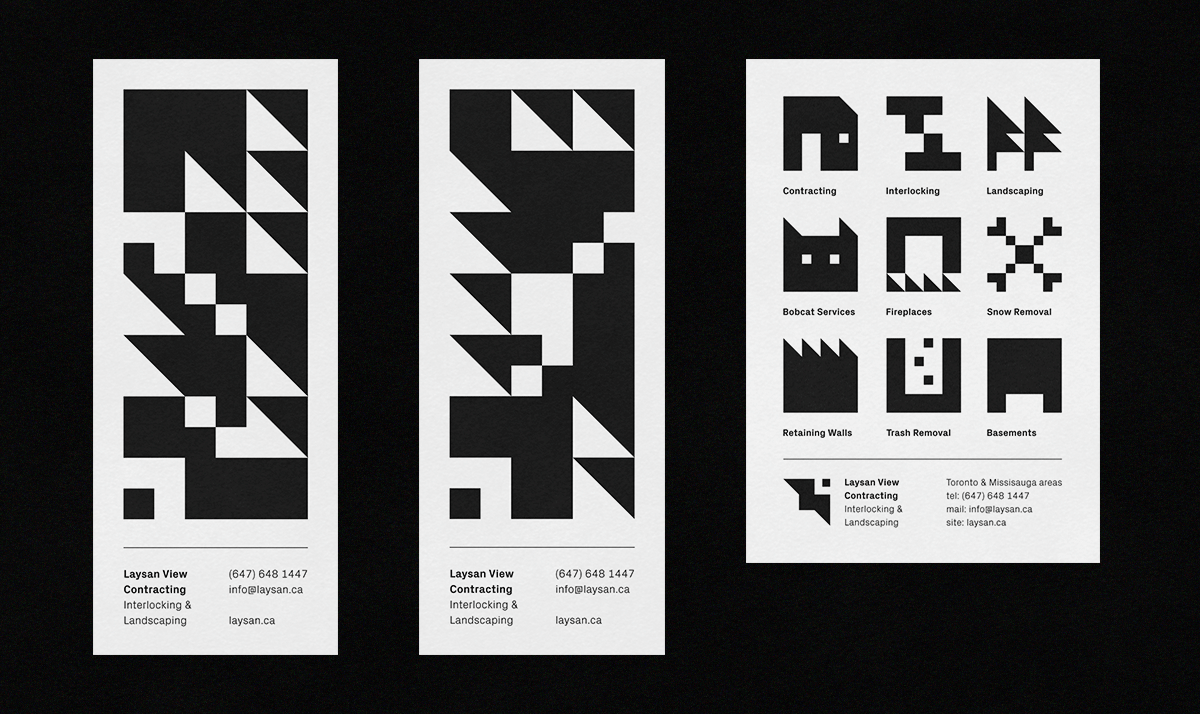 Laysan View
Contracting
Interlocking &
Landscaping
(647) 648 1447
info@laysan.ca
laysan.ca
Laysan View
Contracting
Interlocking &
Landscaping
(647) 648 1447
info@laysan.ca
laysan.ca
Contracting
Interlocking
Landscaping
Bobcat Services
Fireplaces
Snow Removal
Retaining Walls
Trash Removal
Basements
Laysan View
Contracting
Interlocking &
Landscaping
Toronto & Missisauga areas
tel: (647) 648 1447
mail: info@laysan.ca
site: laysan.ca